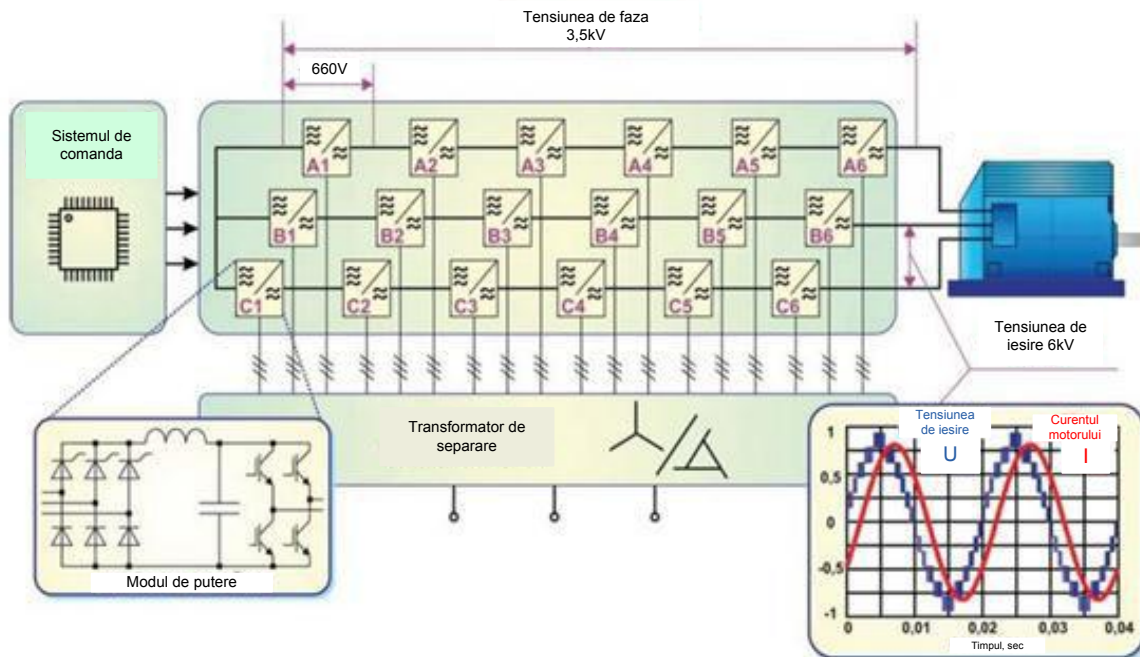 Tensiunea de faza
3,5kV
660V
Sistemul de
comanda
A1 A2 A3 A4 A5 A6
B1 B2 B3 B4 B5 B6
C1 C2 C3 C4 C5 C6
Tensiunea de
iesire 6kV
Transformator de
separare
Modul de putere
Tensiunea
de iesire
U
Curentul
motorului
I
1
0,5
0
-0,5
-1
0 0,01 0,02 0,03 0,04
Timpul, sec